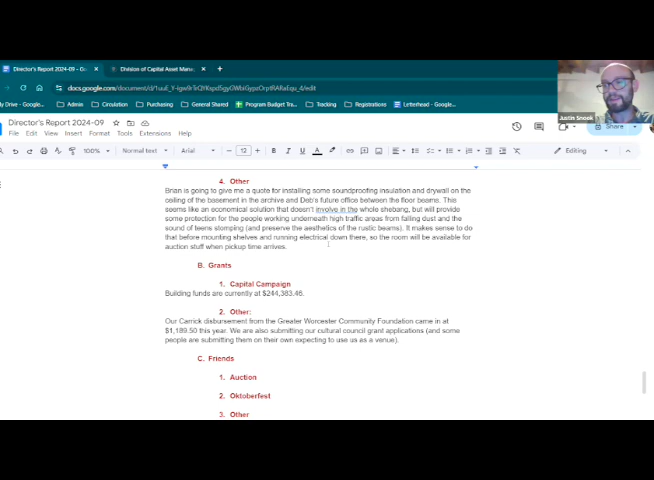 Director's Report 2024-09 - Go...
Division of Capital Asset Mana...
My Drive - Google...
Admin
Circulation
Purchasing
General Shared
Program Budget Tra...
Training
Registrations
Letterhead - Google...
Justin Snook
Director's Report 2024-09
File Edit View Insert Format Tools Extensions Help
Share
100% Normal text Arial 12 Editing
4. Other
Brian is going to give me a quote for installing some soundproofing insulation and drywall on the
ceiling of the basement in the archive and Deb's future office between the floor beams. This
seems like an economical solution that doesn't involve in the whole shebang, but will provide
some protection for the people working underneath high traffic areas from falling dust and the
sound of teens stomping (and preserve the aesthetics of the rustic beams). It makes sense to do
that before mounting shelves and running electrical down there, so the room will be available for
auction stuff when pickup time arrives.
B. Grants
1. Capital Campaign
Building funds are currently at $244,383.46.
2. Other:
Our Carrick disbursement from the Greater Worcester Community Foundation came in at
$1,189.50 this year. We are also submitting our cultural council grant applications (and some
people are submitting them on their own expecting to use us as a venue).
C. Friends
1. Auction
2. Oktoberfest
3. Other